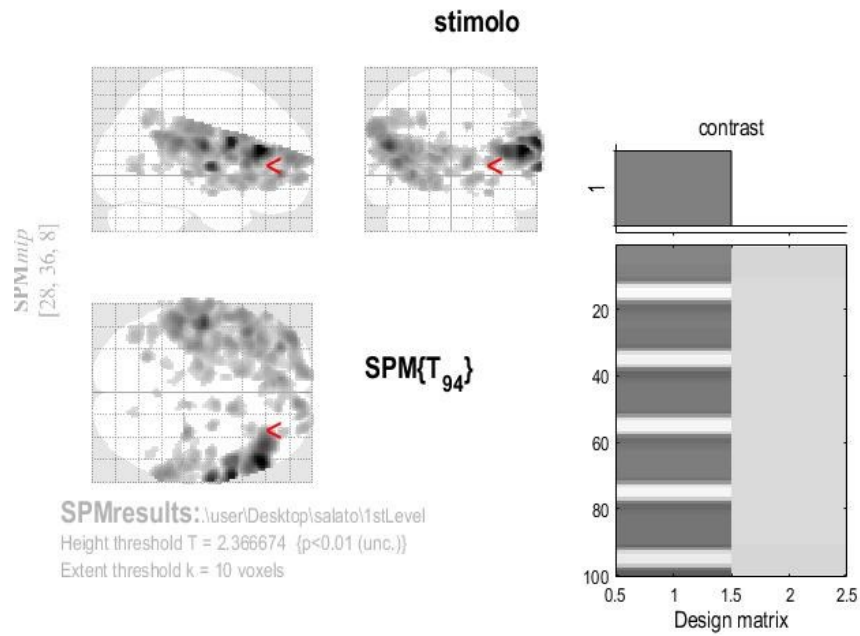 stimolo
SPMmip
[28, 36, 8]
<
<
<
SPM{T94}
SPMresults:.\user\Desktop\salato\1stLevel
Height threshold T = 2.366674 {p<0.01 (unc.)}
Extent threshold k = 10 voxels
contrast
1
20
40
60
80
100
0.5 1 1.5 2 2.5
Design matrix